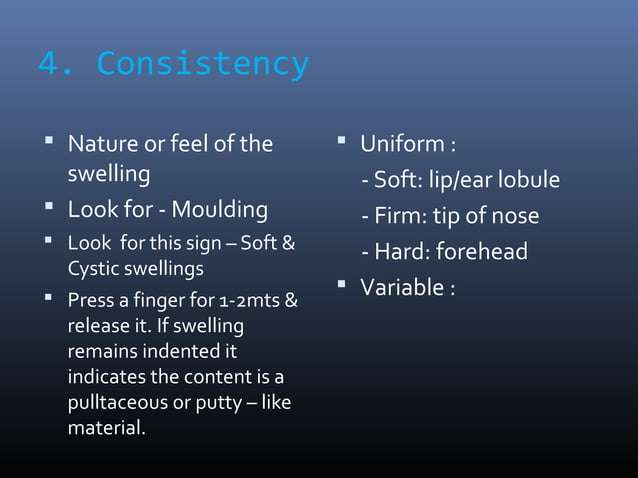 4. Consistency
Nature or feel of the
swelling
Look for - Moulding
Look for this sign – Soft &
Cystic swellings
Press a finger for 1-2mts &
release it. If swelling
remains indented it
indicates the content is a
pulltaceous or putty – like
material.
Uniform :
- Soft: lip/ear lobule
- Firm: tip of nose
- Hard: forehead
Variable :